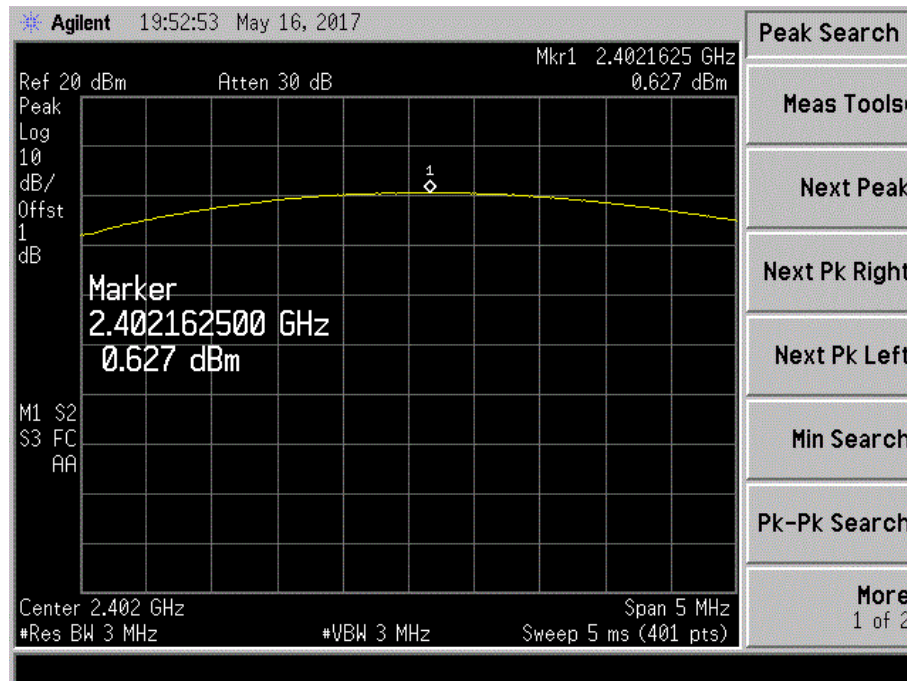 Agilent 19:52:53 May 16, 2017
Mkr1 2.4021625 GHz
Ref 20 dBm Atten 30 dB 0.627 dBm
Peak
Log
10
dB/
Offst
1
dB
1
Marker
2.402162500 GHz
0.627 dBm
M1 S2
S3 FC
AA
Center 2.402 GHz Span 5 MHz
#Res BW 3 MHz #VBW 3 MHz Sweep 5 ms (401 pts)
Peak Search
Meas Tools
Next Peak
Next Pk Right
Next Pk Left
Min Search
Pk-Pk Search
More
1 of 2